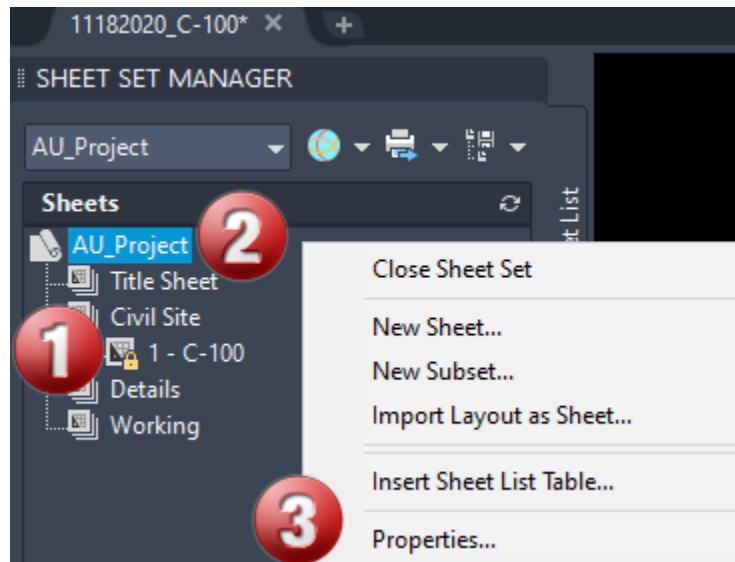 11182020_C-100*
SHEET SET MANAGER
AU_Project
Sheets
2
AU_Project
Title Sheet
Civil Site
1
1 - C-100
Details
Working
Close Sheet Set
New Sheet...
New Subset...
Import Layout as Sheet...
Insert Sheet List Table...
3
Properties...
List